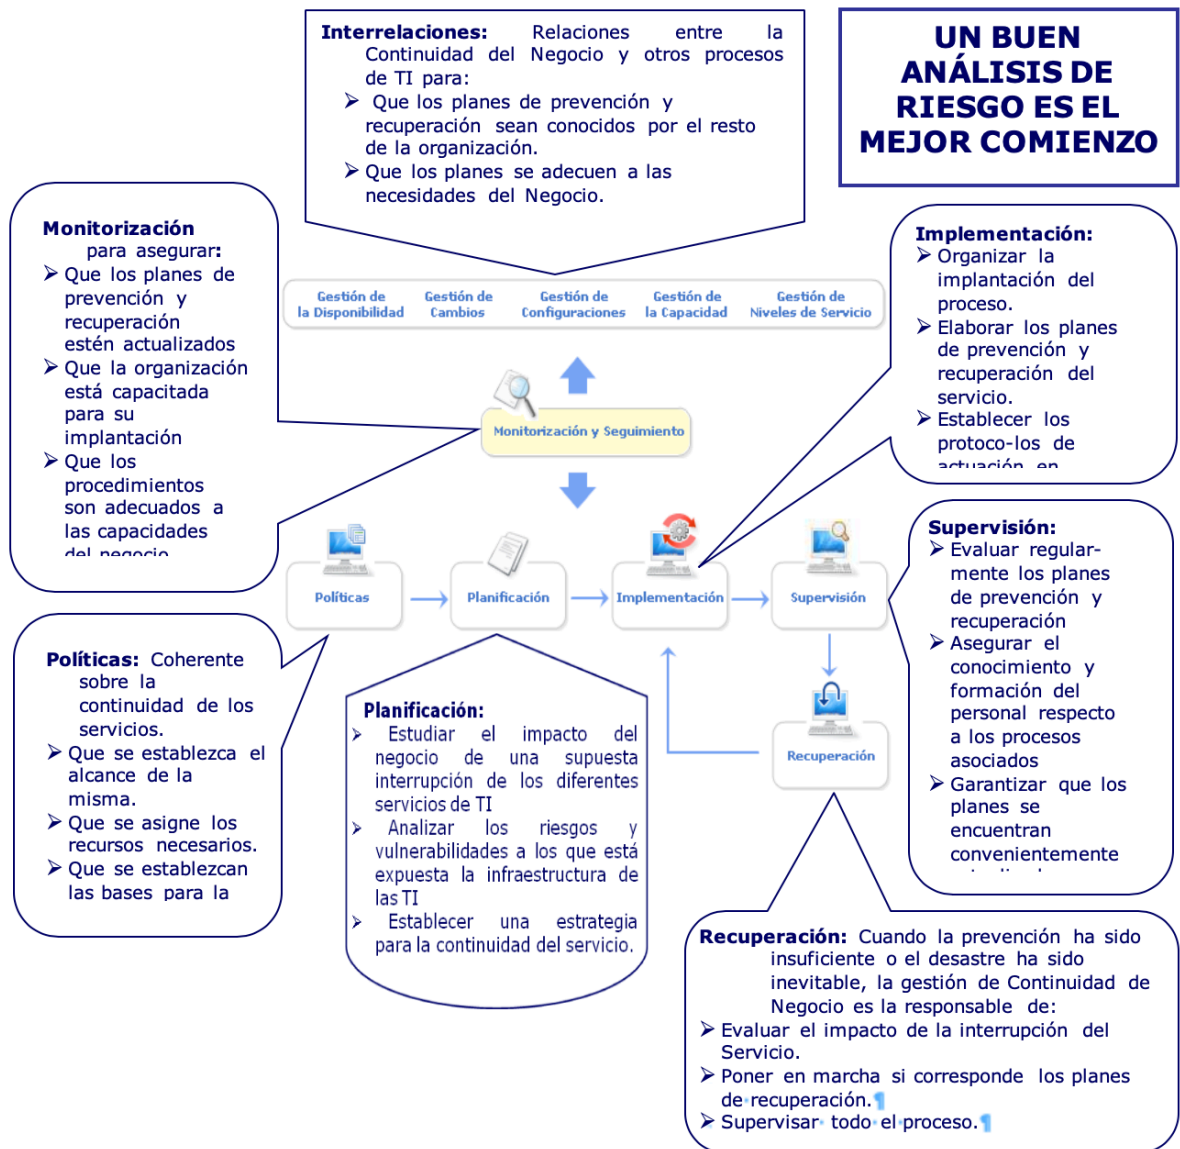 Interrelaciones: Relaciones entre la
Continuidad del Negocio y otros procesos
de TI para:
➢ Que los planes de prevención y
recuperación sean conocidos por el resto
de la organización.
➢ Que los planes se adecuen a las
necesidades del Negocio.
UN BUEN
ANÁLISIS DE
RIESGO ES EL
MEJOR COMIENZO
Monitorización
para asegurar:
➢ Que los planes de
prevención y
recuperación
estén actualizados
➢ Que la organización
está capacitada
para su
implantación
➢ Que los
procedimientos
son adecuados a
las capacidades
del negocio
Implementación:
➢ Organizar la
implantación del
proceso.
➢ Elaborar los planes
de prevención y
recuperación del
servicio.
➢ Establecer los
protoco-los de
actuación en
Gestión de
la Disponibilidad
Gestión de
Cambios
Gestión de
Configuraciones
Gestión de
la Capacidad
Gestión de
Niveles de Servicio
Monitorización y Seguimiento
Políticas
Planificación
Implementación
Supervisión
Recuperación
Supervisión:
➢ Evaluar regular-
mente los planes
de prevención y
recuperación
➢ Asegurar el
conocimiento y
formación del
personal respecto
a los procesos
asociados
➢ Garantizar que los
planes se
encuentran
convenientemente
Políticas: Coherente
sobre la
continuidad de los
servicios.
➢ Que se establezca el
alcance de la
misma.
➢ Que se asigne los
recursos necesarios.
➢ Que se establezcan
las bases para la
Planificación:
➢ Estudiar el impacto del
negocio de una supuesta
interrupción de los diferentes
servicios de TI
➢ Analizar los riesgos y
vulnerabilidades a los que está
expuesta la infraestructura de
las TI
➢ Establecer una estrategia
para la continuidad del servicio.
Recuperación: Cuando la prevención ha sido
insuficiente o el desastre ha sido
inevitable, la gestión de Continuidad de
Negocio es la responsable de:
➢ Evaluar el impacto de la interrupción del
Servicio.
➢ Poner en marcha si corresponde los planes
de·recuperación.¶
➢ Supervisar· todo·el·proceso.¶